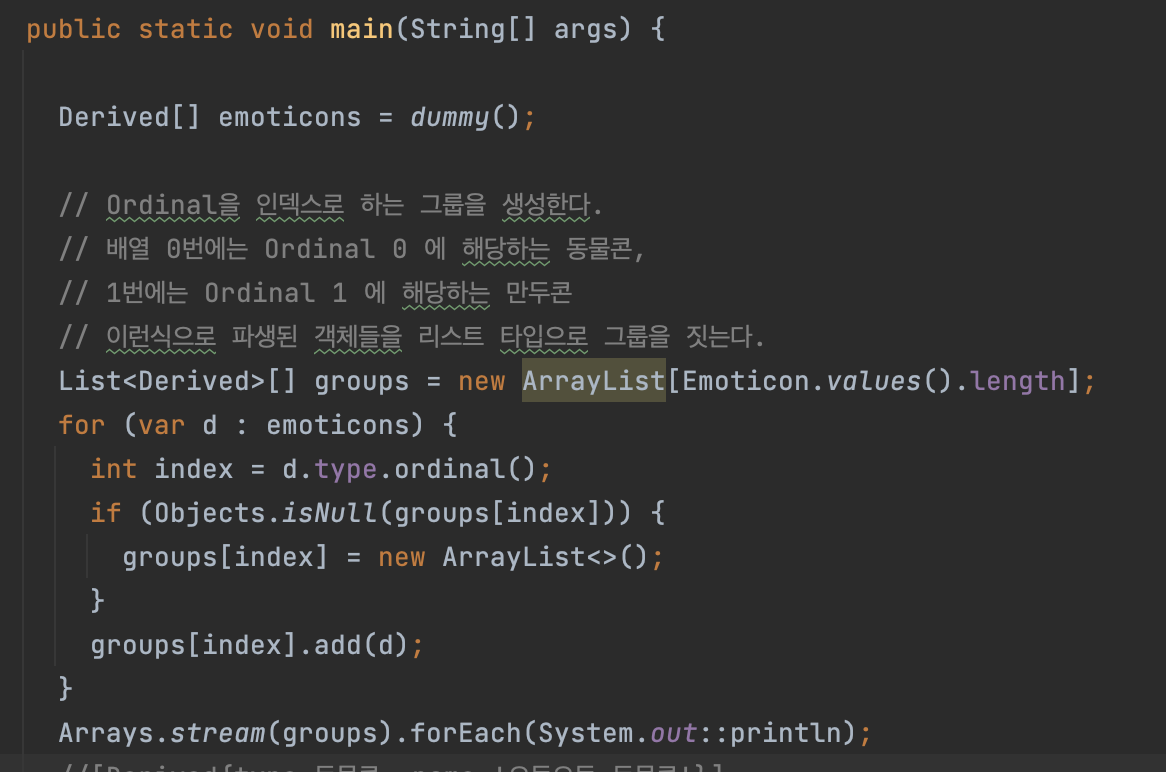 public static void main(String[] args) {
Derived[] emoticons = dummy();
// Ordinal을 인덱스로 하는 그룹을 생성한다.
// 배열 0번에는 Ordinal 0 에 해당하는 동물콘,
// 1번에는 Ordinal 1 에 해당하는 만두콘
// 이런식으로 파생된 객체들을 리스트 타입으로 그룹을 짓는다.
List<Derived>[] groups = new ArrayList[Emoticon.values().length];
for (var d : emoticons) {
int index = d.type.ordinal();
if (Objects.isNull(groups[index])) {
groups[index] = new ArrayList<>();
}
groups[index].add(d);
}
Arrays.stream(groups).forEach(System.out::println);